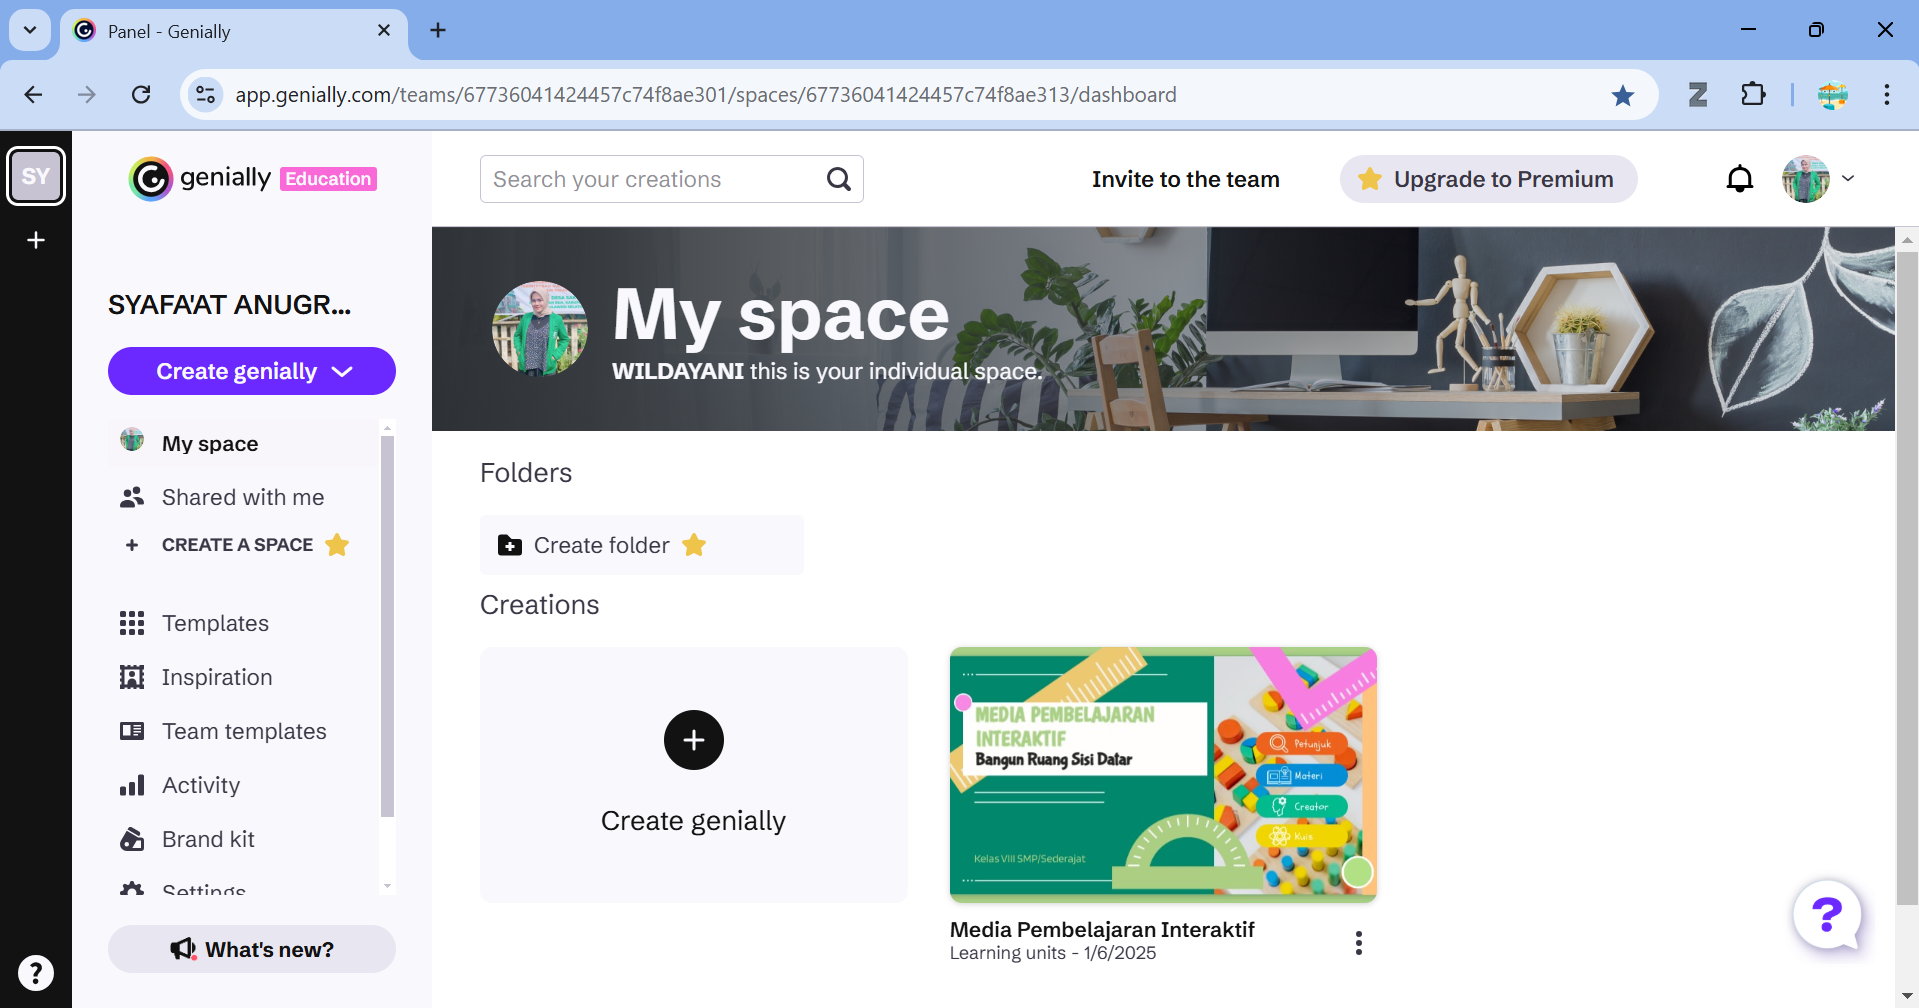 Panel - Genially
app.genially.com/teams/67736041424457c74f8ae301/spaces/67736041424457c74f8ae313/dashboard
SY
genially Education
Search your creations
Invite to the team
Upgrade to Premium
SYAFA'AT ANUGR...
Create genially
My space
Shared with me
CREATE A SPACE
Templates
Inspiration
Team templates
Activity
Brand kit
Settings
What's new?
My space
WILDAYANI this is your individual space.
Folders
Create folder
Creations
Create genially
MEDIA PEMBELAJARAN
INTERAKTIF
Bangun Ruang Sisi Datar
Kelas VIII SMP/Sederajat
Petunjuk
Materi
Creator
Kuis
Media Pembelajaran Interaktif
Learning units - 1/6/2025